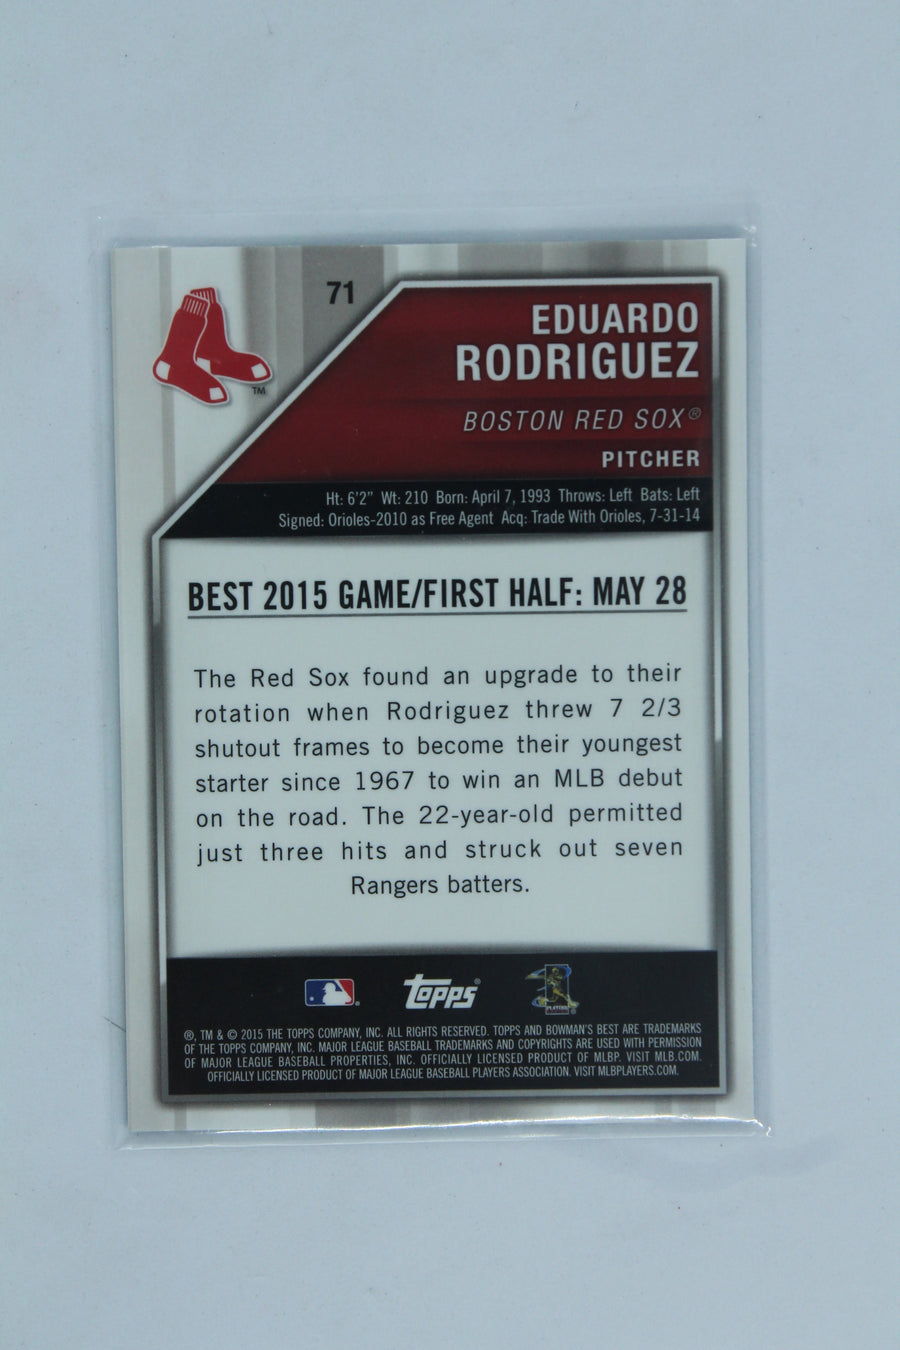 71
EDUARDO
RODRIGUEZ
BOSTON RED SOX®
PITCHER
TM
Ht: 6'2" Wt: 210 Born: April 7, 1993 Throws: Left Bats: Left
Signed: Orioles-2010 as Free Agent Acq: Trade With Orioles, 7-31-14
BEST 2015 GAME/FIRST HALF: MAY 28
The Red Sox found an upgrade to their
rotation when Rodriguez threw 7 2/3
shutout frames to become their youngest
starter since 1967 to win an MLB debut
on the road. The 22-year-old permitted
just three hits and struck out seven
Rangers batters.
topps®
PLAYERS
®, TM & © 2015 THE TOPPS COMPANY, INC. ALL RIGHTS RESERVED. TOPPS AND BOWMAN'S BEST ARE TRADEMARKS
OF THE TOPPS COMPANY, INC. MAJOR LEAGUE BASEBALL TRADEMARKS AND COPYRIGHTS ARE USED WITH PERMISSION
OF MAJOR LEAGUE BASEBALL PROPERTIES, INC. OFFICIALLY LICENSED PRODUCT OF MLBP. VISIT MLB.COM.
OFFICIALLY LICENSED PRODUCT OF MAJOR LEAGUE BASEBALL PLAYERS ASSOCIATION. VISIT MLBPLAYERS.COM.